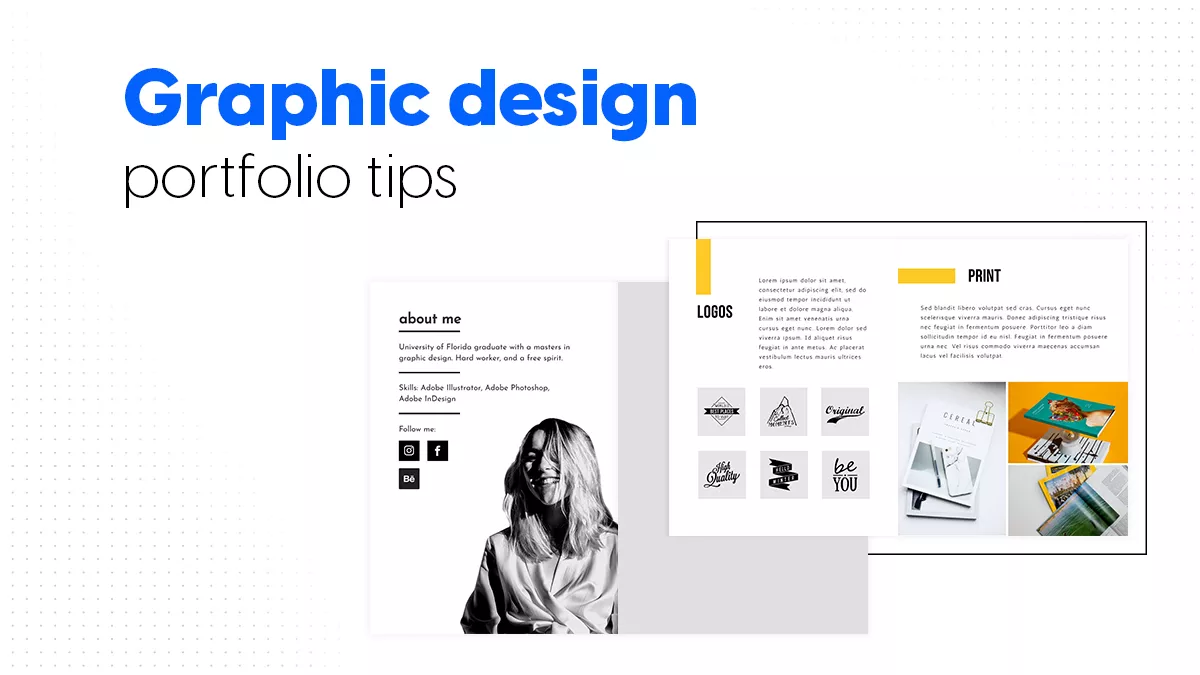 Graphic design
portfolio tips
about me
University of Florida graduate with a masters in
graphic design. Hard worker, and a free spirit.
Skills: Adobe Illustrator, Adobe Photoshop,
Adobe InDesign
Follow me:
f
Bē
LOGOS
Lorem ipsum dolor sit amet,
consectetur adipiscing elit, sed do
eiusmod tempor incididunt ut
labore et dolore magna aliqua.
Enim sit amet venenatis urna
cursus eget nunc. Lorem dolor sed
viverra ipsum. Id aliquet risus
feugiat in ante metus. Ac placerat
vestibulum lectus mauris ultrices
eros.
BEST PLACES
Original
High
Quality
HELLO
WINTER
be
YOU
PRINT
Sed blandit libero volutpat sed cras. Cursus eget nunc
scelerisque viverra mauris. Donec adipiscing tristique risus
nec feugiat in fermentum posuere. Porttitor leo a diam
sollicitudin tempor id eu nisl. Feugiat in fermentum posuere
urna nec. Vel risus commodo viverra maecenas accumsan
lacus vel facilisis volutpat.
CEREAL